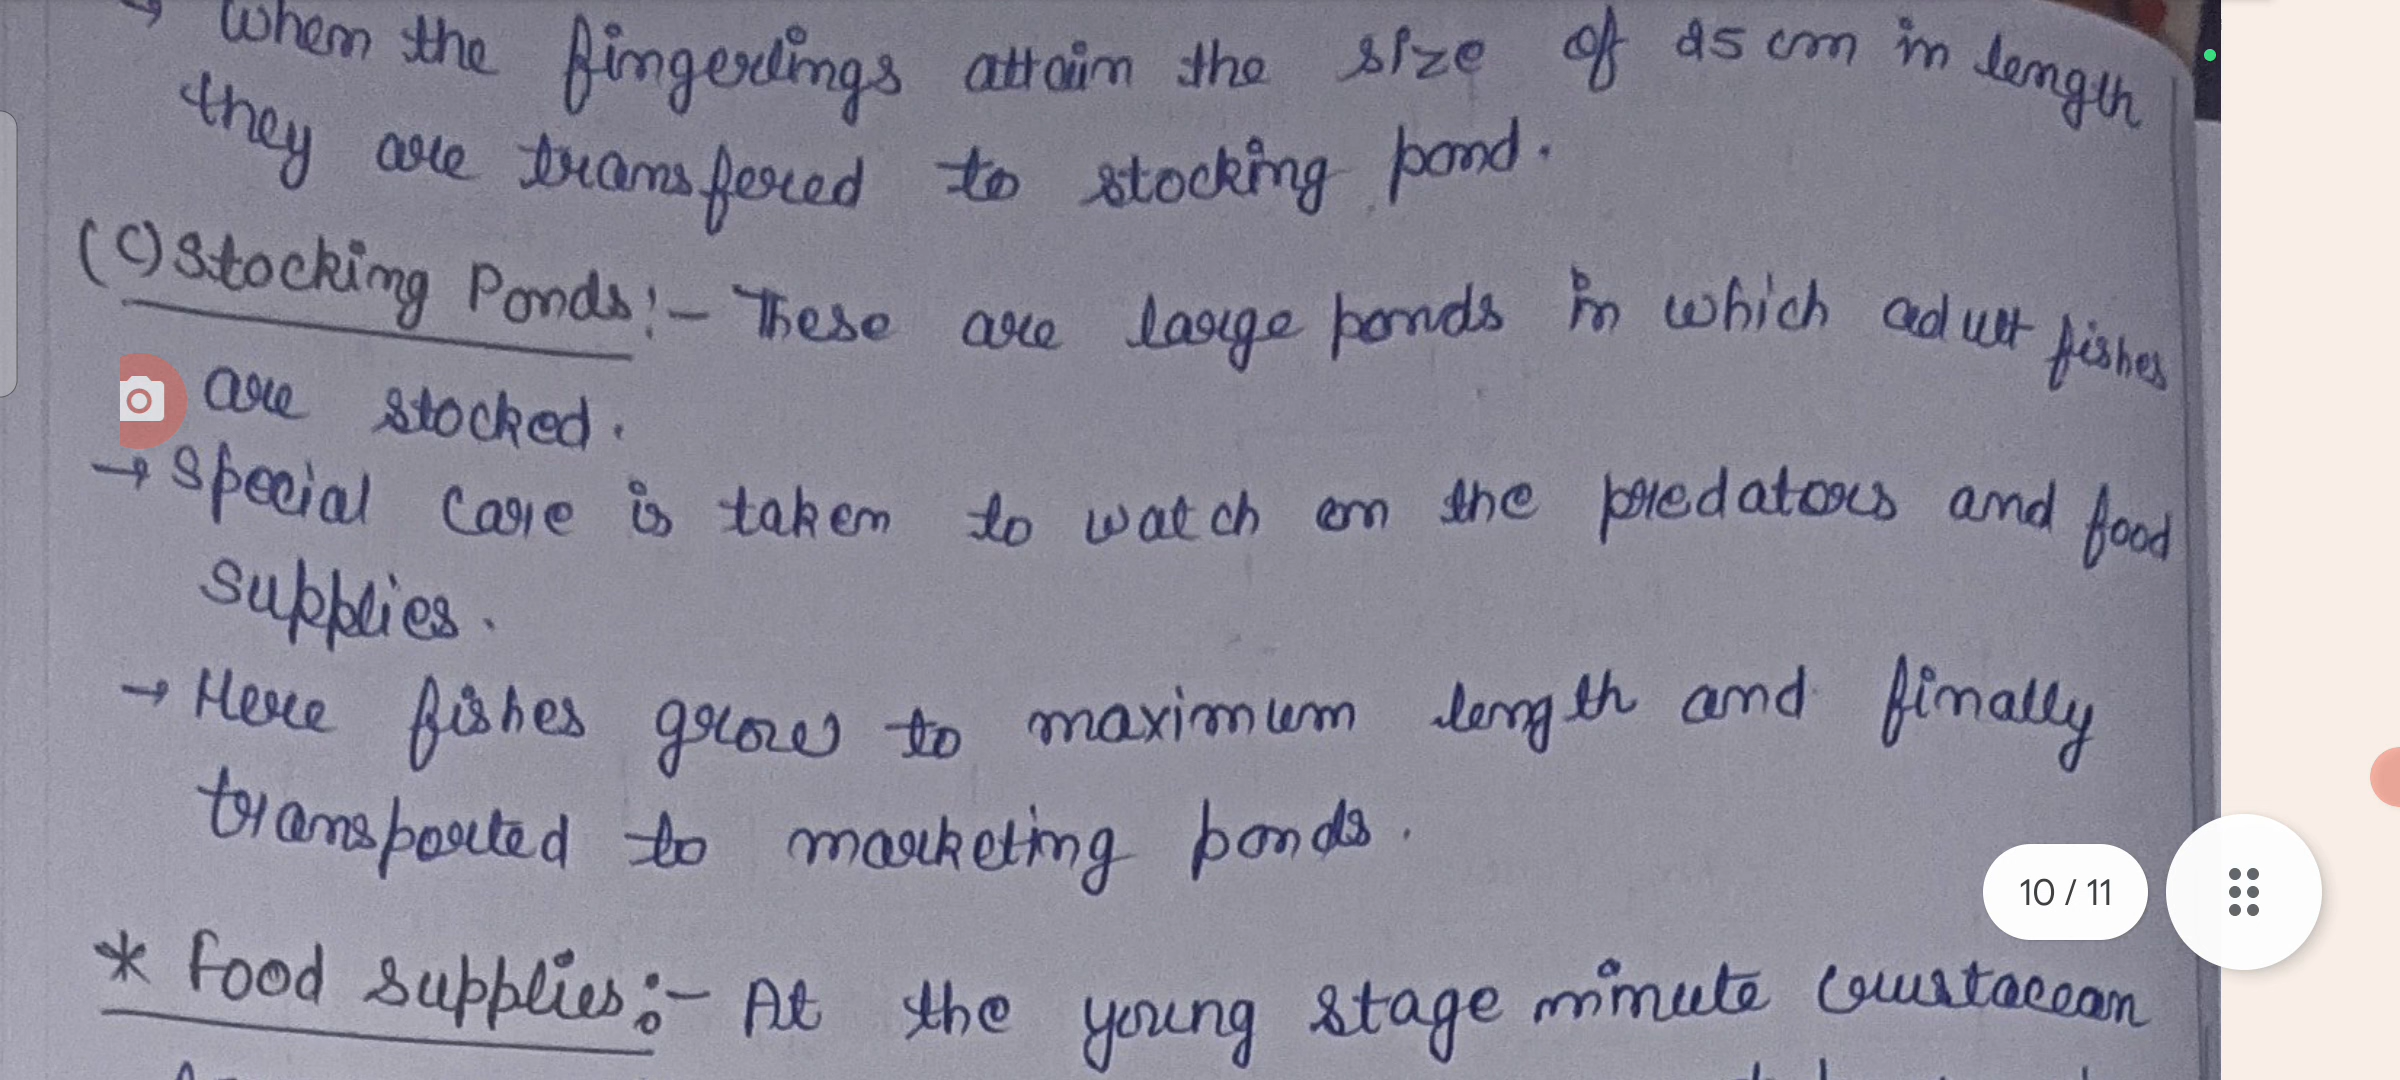 → When the fingerlings attain the size of 25 cm in length
they are transfered to stocking pond.
(C) Stocking Ponds:- These are large ponds in which adult fishes
are stocked.
→ Special care is taken to watch on the predators and food
supplies.
→ Here fishes grow to maximum length and finally
transported to marketing ponds.
* Food supplies:- At the young stage minute crustacean
10 / 11